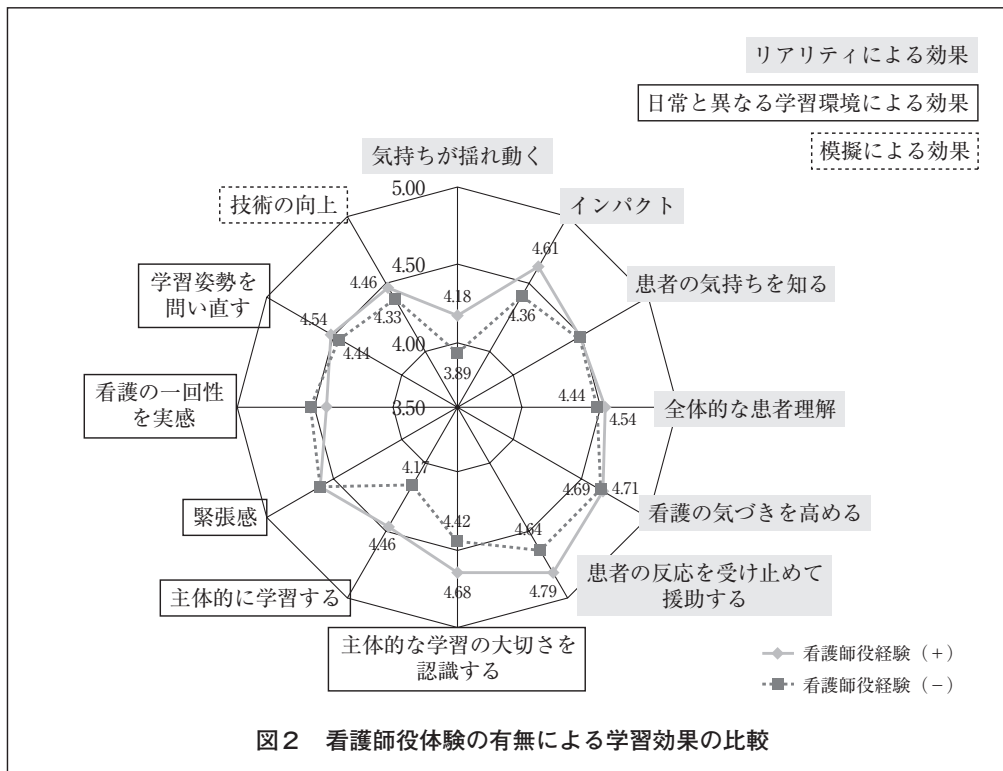 リアリティによる効果
日常と異なる学習環境による効果
模擬による効果
気持ちが揺れ動く
インパクト
患者の気持ちを知る
全体的な患者理解
看護の気づきを高める
患者の反応を受け止めて
援助する
主体的な学習の大切さを
認識する
主体的に学習する
緊張感
看護の一回性
を実感
学習姿勢を
問い直す
技術の向上
5.00
4.50
4.00
3.50
4.18
3.89
4.61
4.36
4.44
4.54
4.69
4.71
4.64
4.79
4.42
4.68
4.17
4.46
4.54
4.44
4.46
4.33
看護師役経験（+）
看護師役経験（−）
図2 看護師役体験の有無による学習効果の比較